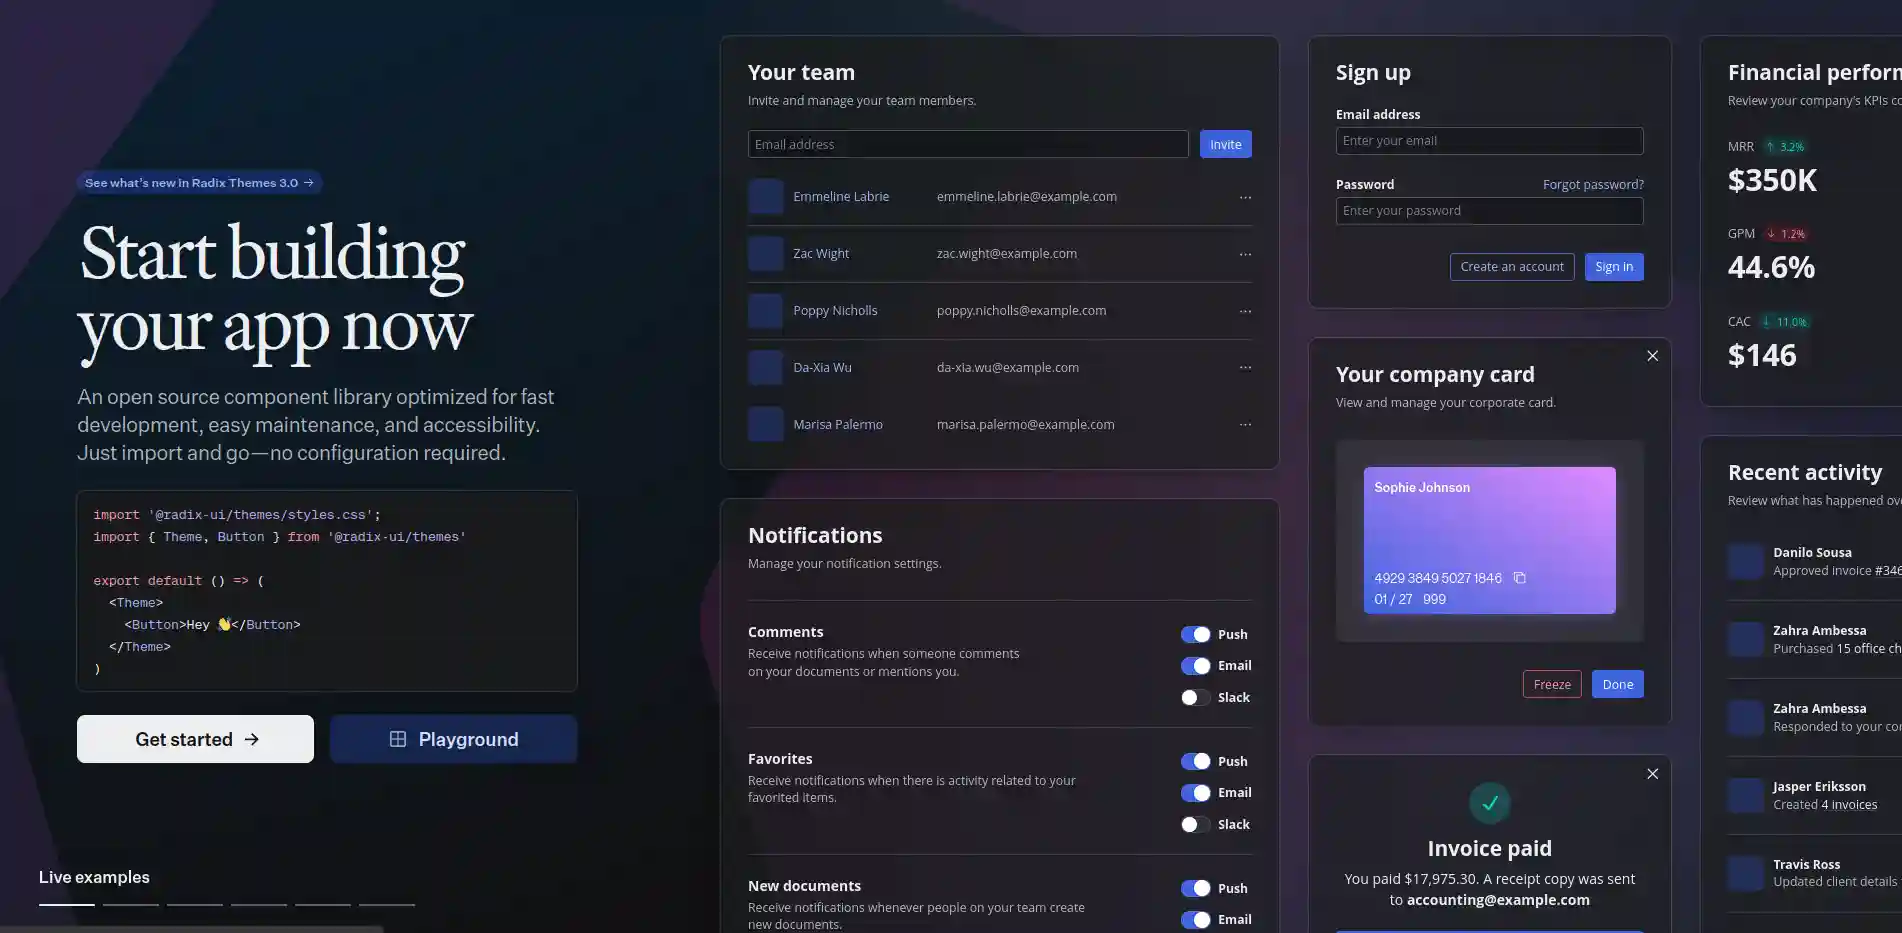 See what's new in Radix Themes 3.0 →
Start building
your app now
An open source component library optimized for fast
development, easy maintenance, and accessibility.
Just import and go—no configuration required.
import '@radix-ui/themes/styles.css';
import { Theme, Button } from '@radix-ui/themes'
export default () => (
<Theme>
<Button>Hey 👋</Button>
</Theme>
)
Get started →
Playground
Live examples
Your team
Invite and manage your team members.
Email address
Invite
Emmeline Labrie emmeline.labrie@example.com ···
Zac Wight zac.wight@example.com ···
Poppy Nicholls poppy.nicholls@example.com ···
Da-Xia Wu da-xia.wu@example.com ···
Marisa Palermo marisa.palermo@example.com ···
Notifications
Manage your notification settings.
Comments
Receive notifications when someone comments
on your documents or mentions you.
Push
Email
Slack
Favorites
Receive notifications when there is activity related to your
favorited items.
Push
Email
Slack
New documents
Receive notifications whenever people on your team create
new documents.
Push
Email
Sign up
Email address
Enter your email
Password Forgot password?
Enter your password
Create an account Sign in
Your company card
View and manage your corporate card.
Sophie Johnson
4929 3849 5027 1846
01 / 27 999
Freeze Done
Invoice paid
You paid $17,975.30. A receipt copy was sent
to accounting@example.com
Financial
Review your company's KPIs
MRR ↑ 3.2%
$350K
GPM ↓ 1.2%
44.6%
CAC ↓ 11.0%
$146
Recent activity
Review what has happened
Danilo Sousa
Approved invoice #346
Zahra Ambessa
Purchased 15 office
Zahra Ambessa
Responded to your
Jasper Eriksson
Created 4 invoices
Travis Ross
Updated client details